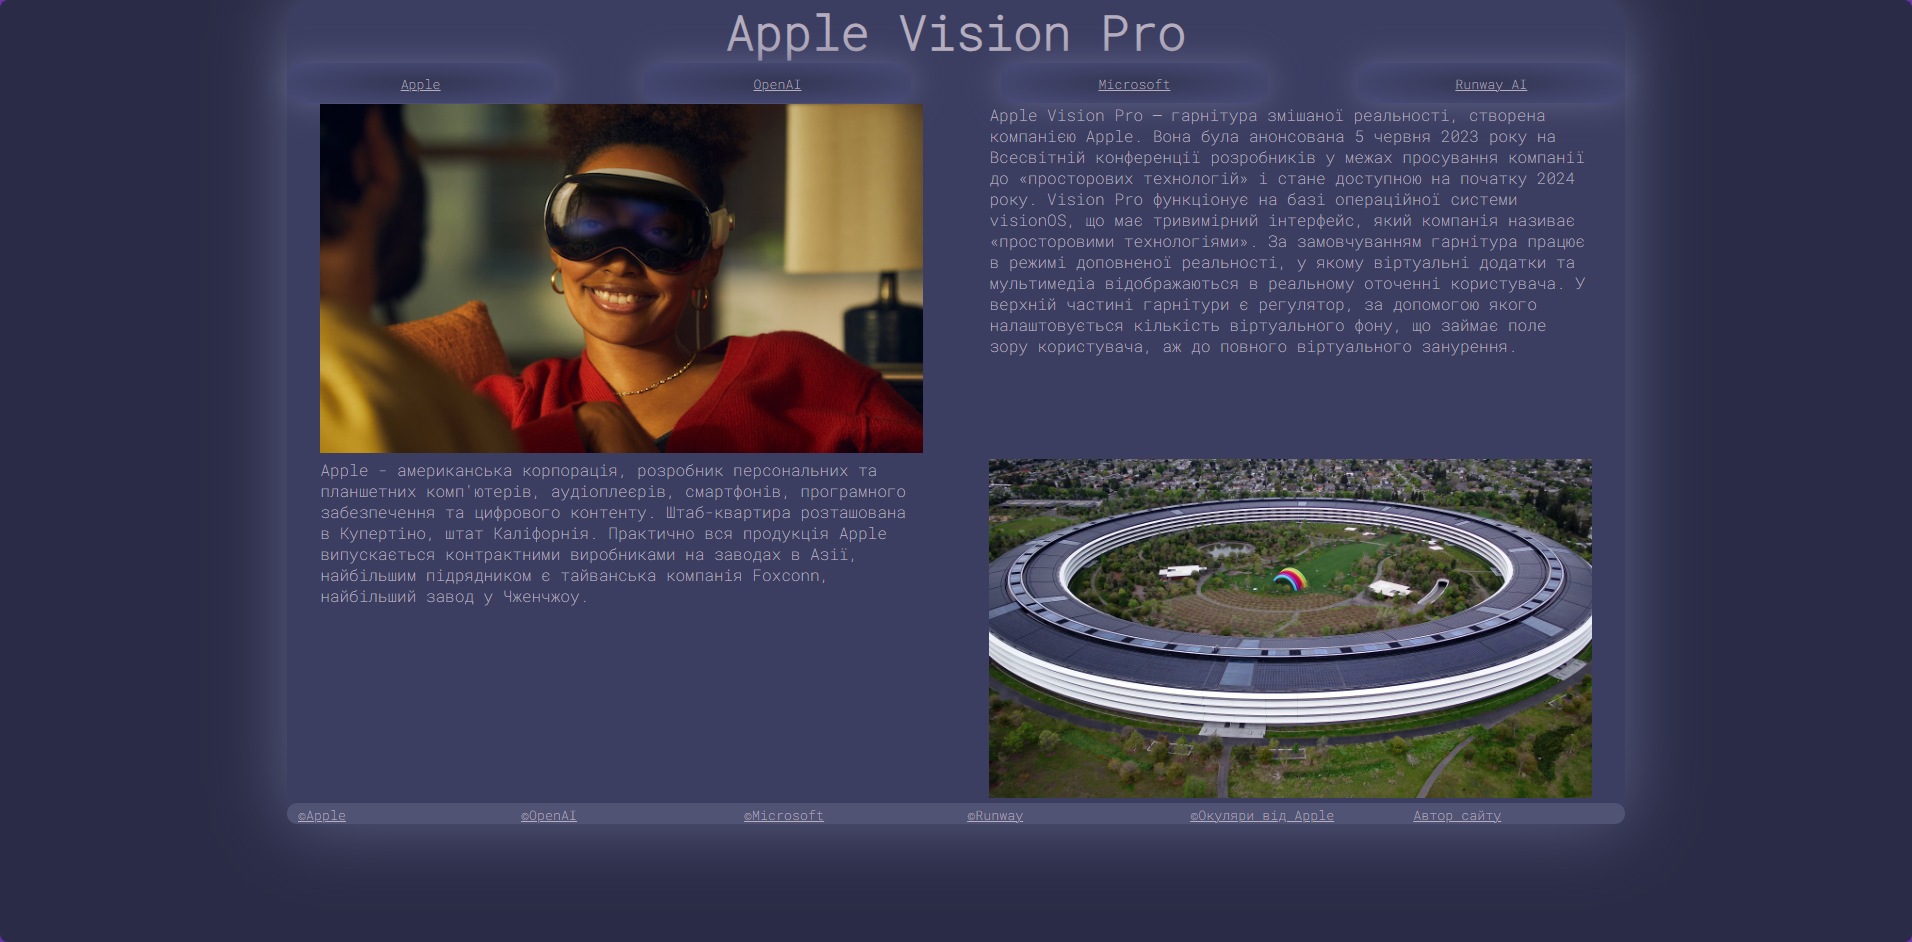 Apple Vision Pro
Apple
OpenAI
Microsoft
Runway AI
Apple Vision Pro — гарнітура змішаної реальності, створена
компанією Apple. Вона була анонсована 5 червня 2023 року на
Всесвітній конференції розробників у межах просування компанії
до «просторових технологій» і стане доступною на початку 2024
року. Vision Pro функціонує на базі операційної системи
visionOS, що має тривимірний інтерфейс, який компанія називає
«просторовими технологіями». За замовчуванням гарнітура працює
в режимі доповненої реальності, у якому віртуальні додатки та
мультимедіа відображаються в реальному оточенні користувача. У
верхній частині гарнітури є регулятор, за допомогою якого
налаштовується кількість віртуального фону, що займає поле
зору користувача, аж до повного віртуального занурення.
Apple - американська корпорація, розробник персональних та
планшетних комп'ютерів, аудіоплеєрів, смартфонів, програмного
забезпечення та цифрового контенту. Штаб-квартира розташована
в Купертіно, штат Каліфорнія. Практично вся продукція Apple
випускається контрактними виробниками на заводах в Азії,
найбільшим підрядником є тайванська компанія Foxconn,
найбільший завод у Чженчжоу.
©Apple
©OpenAI
©Microsoft
©Runway
©Окуляри від Apple
Автор сайту